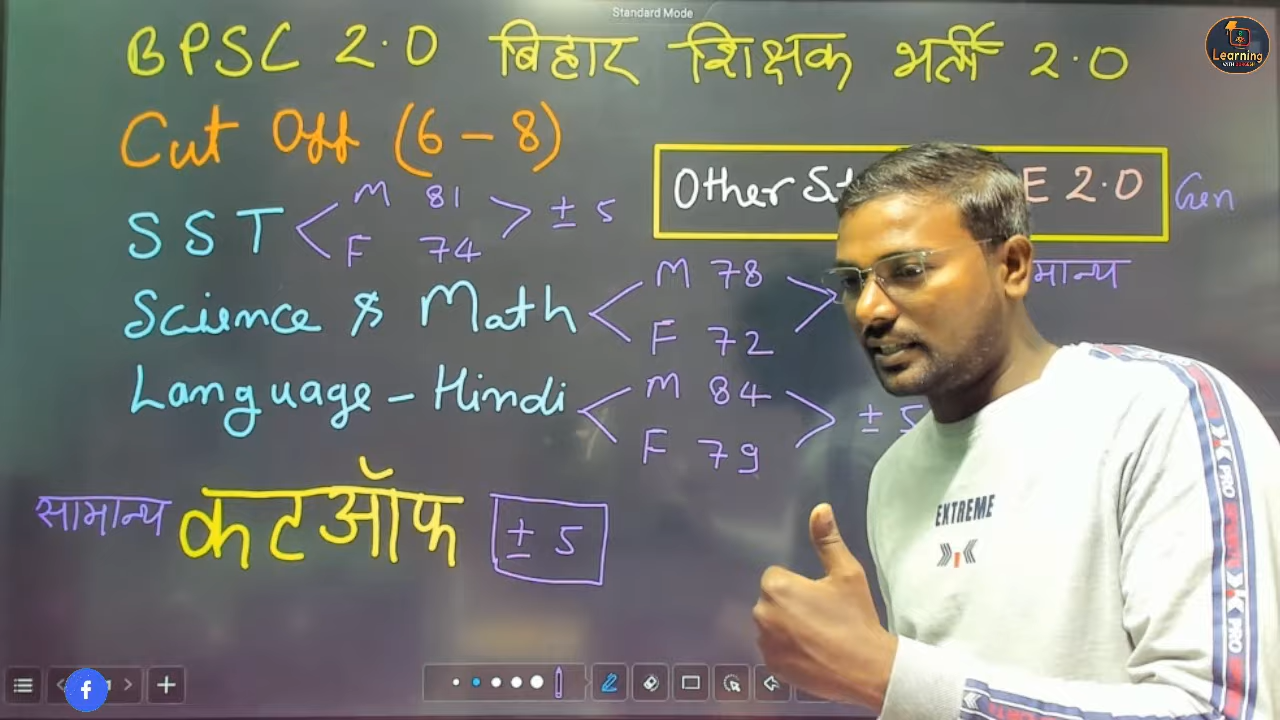 Standard Mode
BPSC 2.0 बिहार शिक्षक भर्ती 2.0
Learning
Cut Off (6-8)
Other St E 2.0 Gen
SST < M 81 > ± 5
F 74
मान्य
Science & Math < M 78 >
F 72
Language - Hindi < M 84 > ± 5
F 79
सामान्य कटऑफ ± 5
EXTREME
PRO
PRO